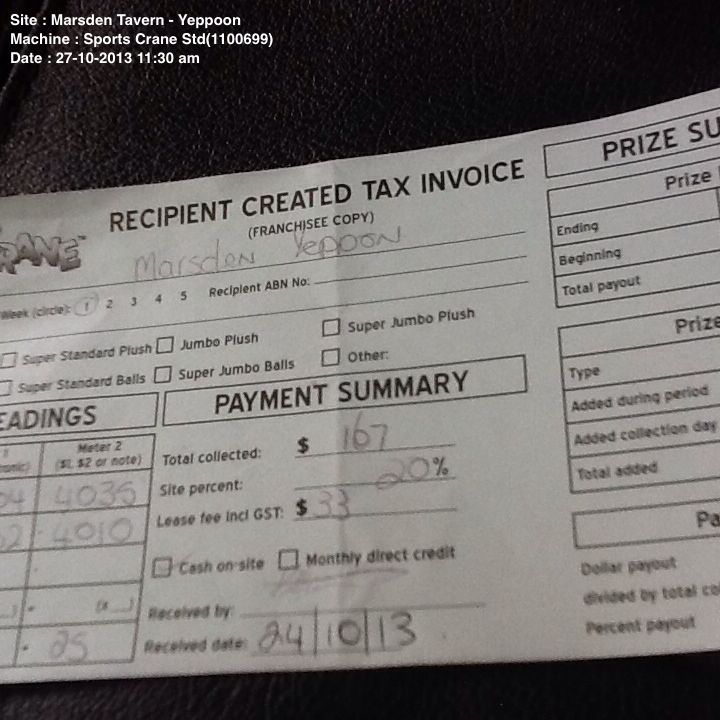 Site : Marsden Tavern - Yeppoon
Machine : Sports Crane Std(1100699)
Date : 27-10-2013 11:30 am
RANE™
RECIPIENT CREATED TAX INVOICE
(FRANCHISEE COPY)
Marsden Yeppoon
Week (circle): 1 2 3 4 5 Recipient ABN No:
Super Standard Plush Jumbo Plush Super Jumbo Plush
Super Standard Balls Super Jumbo Balls Other:
EADINGS
Meter 2
($1, $2 or note)
4035
4010
25
PAYMENT SUMMARY
Total collected: $ 167
Site percent: 20%
Lease fee incl GST: $ 33
Cash on-site Monthly direct credit
Received by:
Received date: 24/10/13
PRIZE SU
Prize
Ending
Beginning
Total payout
Prize
Type
Added during period
Added collection day
Total added
Pa
Dollar payout
divided by total co
Percent payout